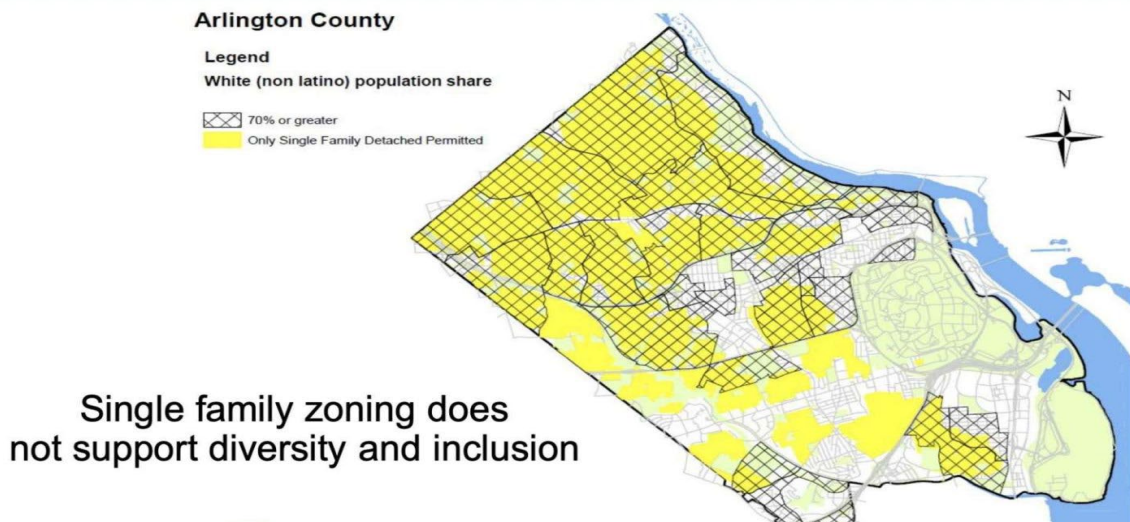 Arlington County
Legend
White (non latino) population share
70% or greater
Only Single Family Detached Permitted
N
Single family zoning does
not support diversity and inclusion